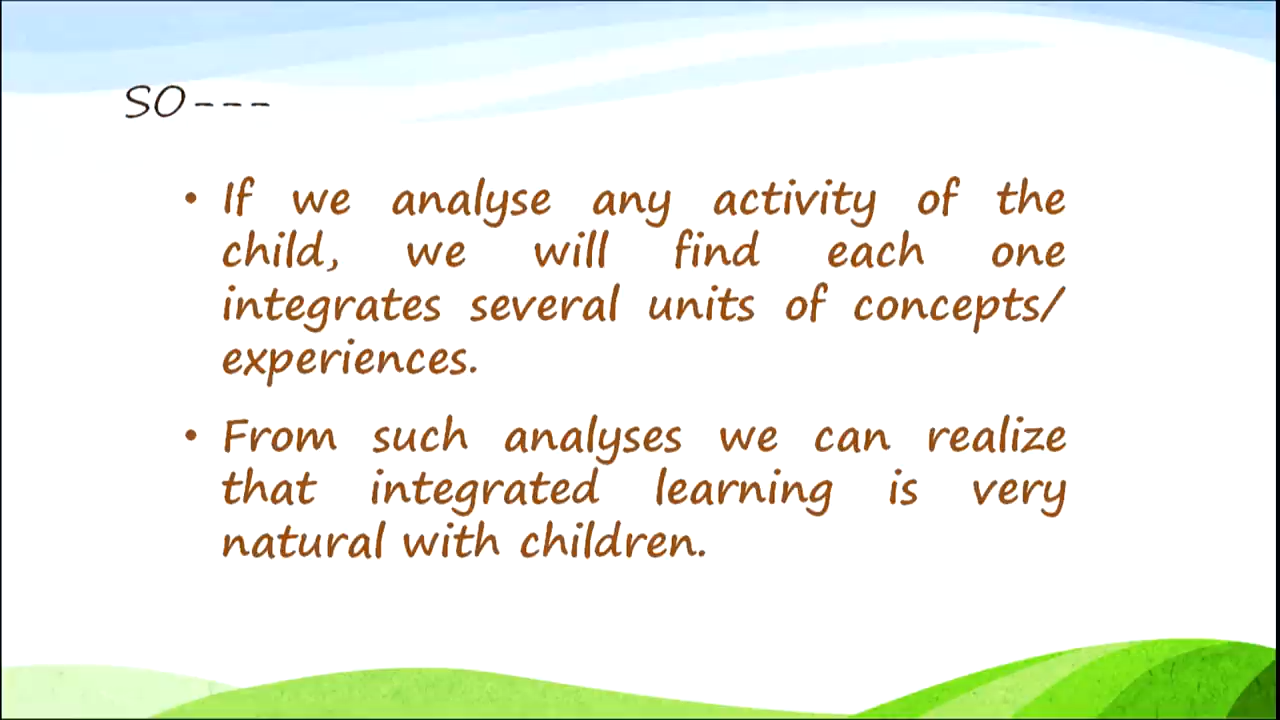 SO---
• If we analyse any activity of the
child, we will find each one
integrates several units of concepts/
experiences.
• From such analyses we can realize
that integrated learning is very
natural with children.